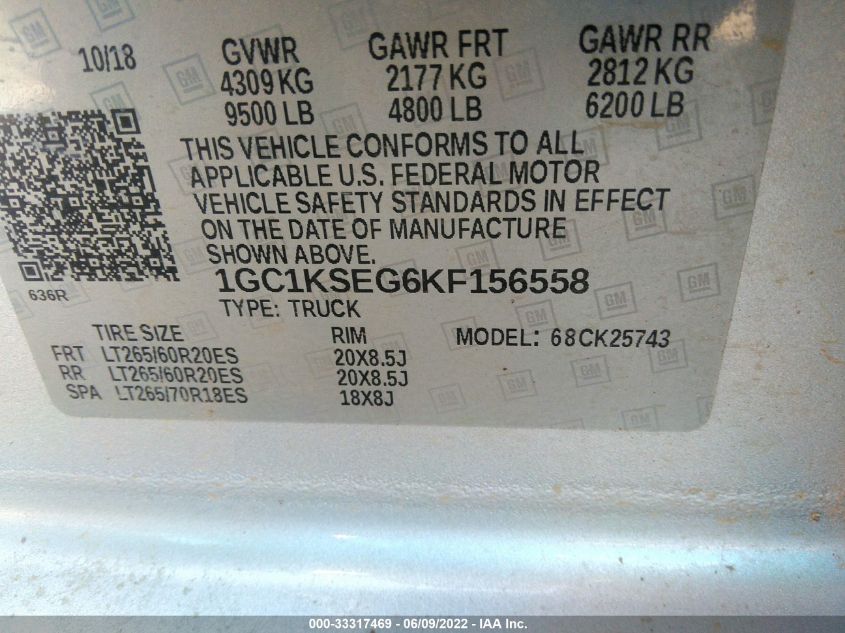 10/18 GVWR GAWR FRT GAWR RR
4309 KG 2177 KG 2812 KG
9500 LB 4800 LB 6200 LB
THIS VEHICLE CONFORMS TO ALL
APPLICABLE U.S. FEDERAL MOTOR
VEHICLE SAFETY STANDARDS IN EFFECT
ON THE DATE OF MANUFACTURE
SHOWN ABOVE.
636R
1GC1KSEG6KF156558
TYPE: TRUCK
TIRE SIZE RIM MODEL: 68CK25743
FRT LT265/60R20ES 20X8.5J
RR LT265/60R20ES 20X8.5J
SPA LT265/70R18ES 18X8J
000-33317469 - 06/09/2022 - IAA Inc.